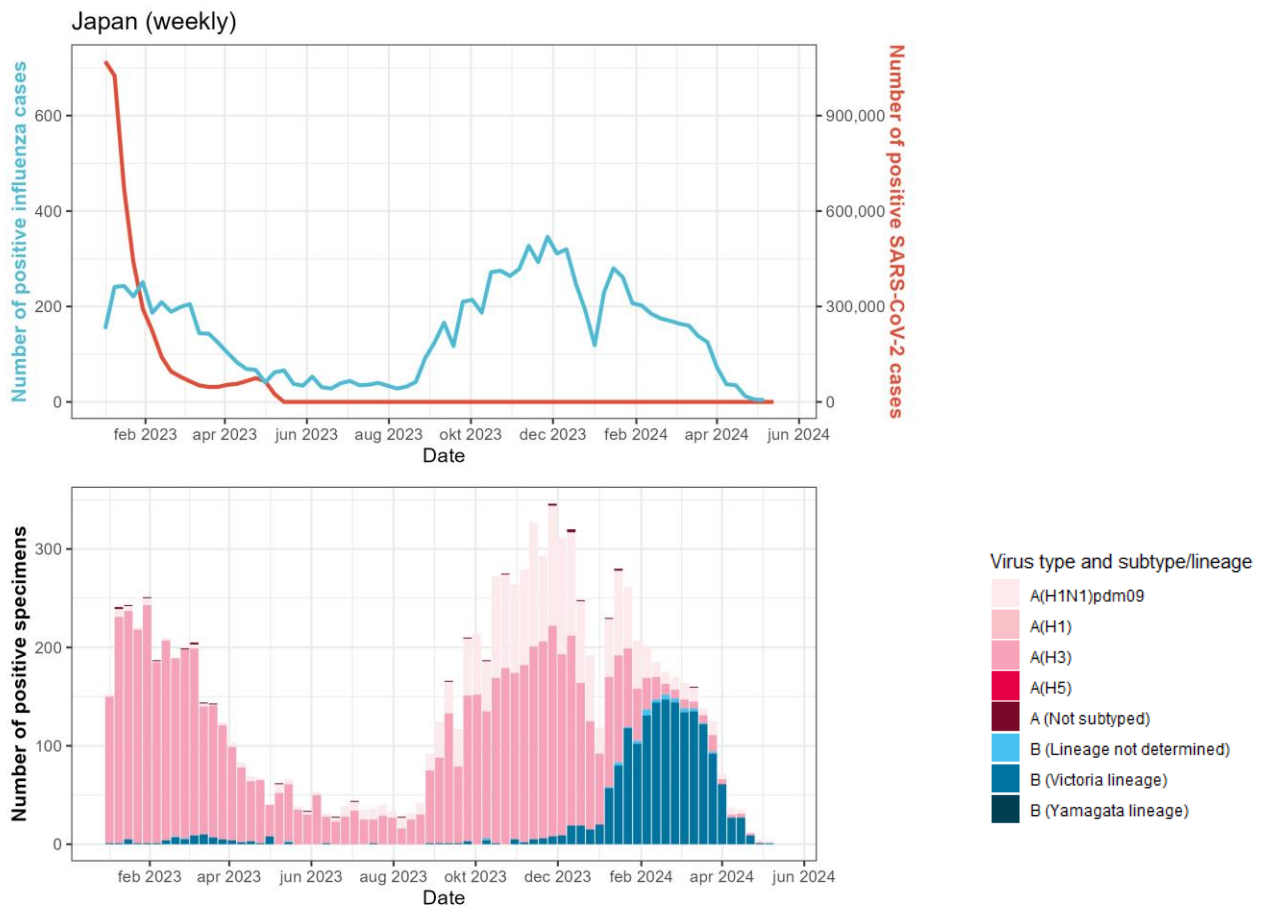 Japan (weekly)
Number of positive influenza cases
600
400
200
0
900,000
600,000
300,000
0
Number of positive SARS-CoV-2 cases
feb 2023 apr 2023 jun 2023 aug 2023 okt 2023 dec 2023 feb 2024 apr 2024 jun 2024
Date
Number of positive specimens
300
200
100
0
feb 2023 apr 2023 jun 2023 aug 2023 okt 2023 dec 2023 feb 2024 apr 2024 jun 2024
Date
Virus type and subtype/lineage
A(H1N1)pdm09
A(H1)
A(H3)
A(H5)
A (Not subtyped)
B (Lineage not determined)
B (Victoria lineage)
B (Yamagata lineage)